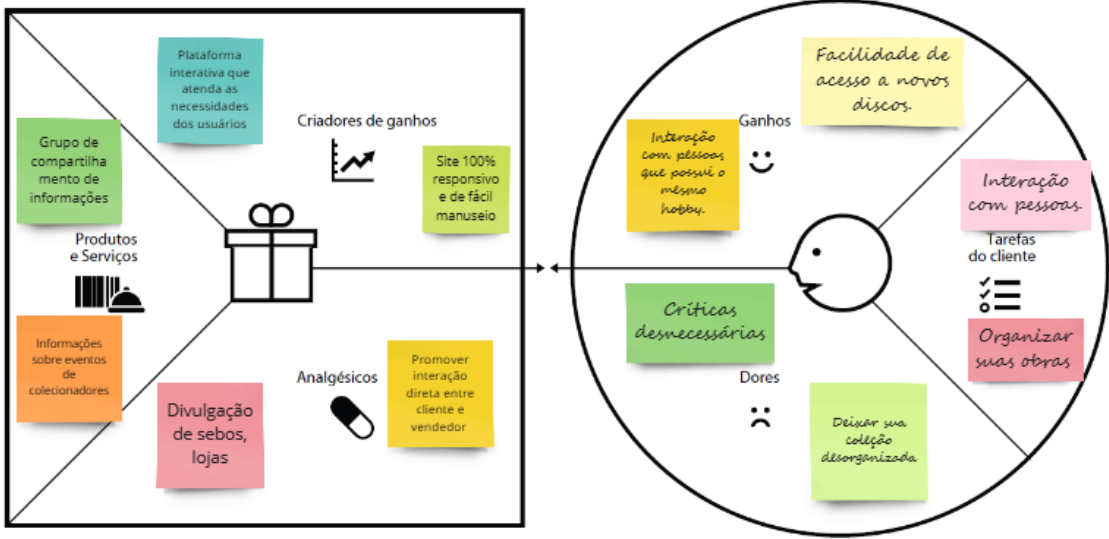 Plataforma
interativa que
atenda as
necessidades
dos usuários
Criadores de ganhos
Grupo de
compartilha
mento de
informações
Site 100%
responsivo
e de fácil
manuseio
Produtos
e Serviços
Informações
sobre eventos
de
colecionadores
Divulgação
de sebos,
lojas
Analgésicos
Promover
interação
direta entre
cliente e
vendedor
Facilidade de
acesso a novos
discos.
Ganhos
Interação
com pessoas
que possui o
mesmo
hobby.
Interação
com pessoas.
Tarefas
do cliente
Organizar
suas obras
Críticas
desnecessárias
Dores
Deixar sua
coleção
desorganizada